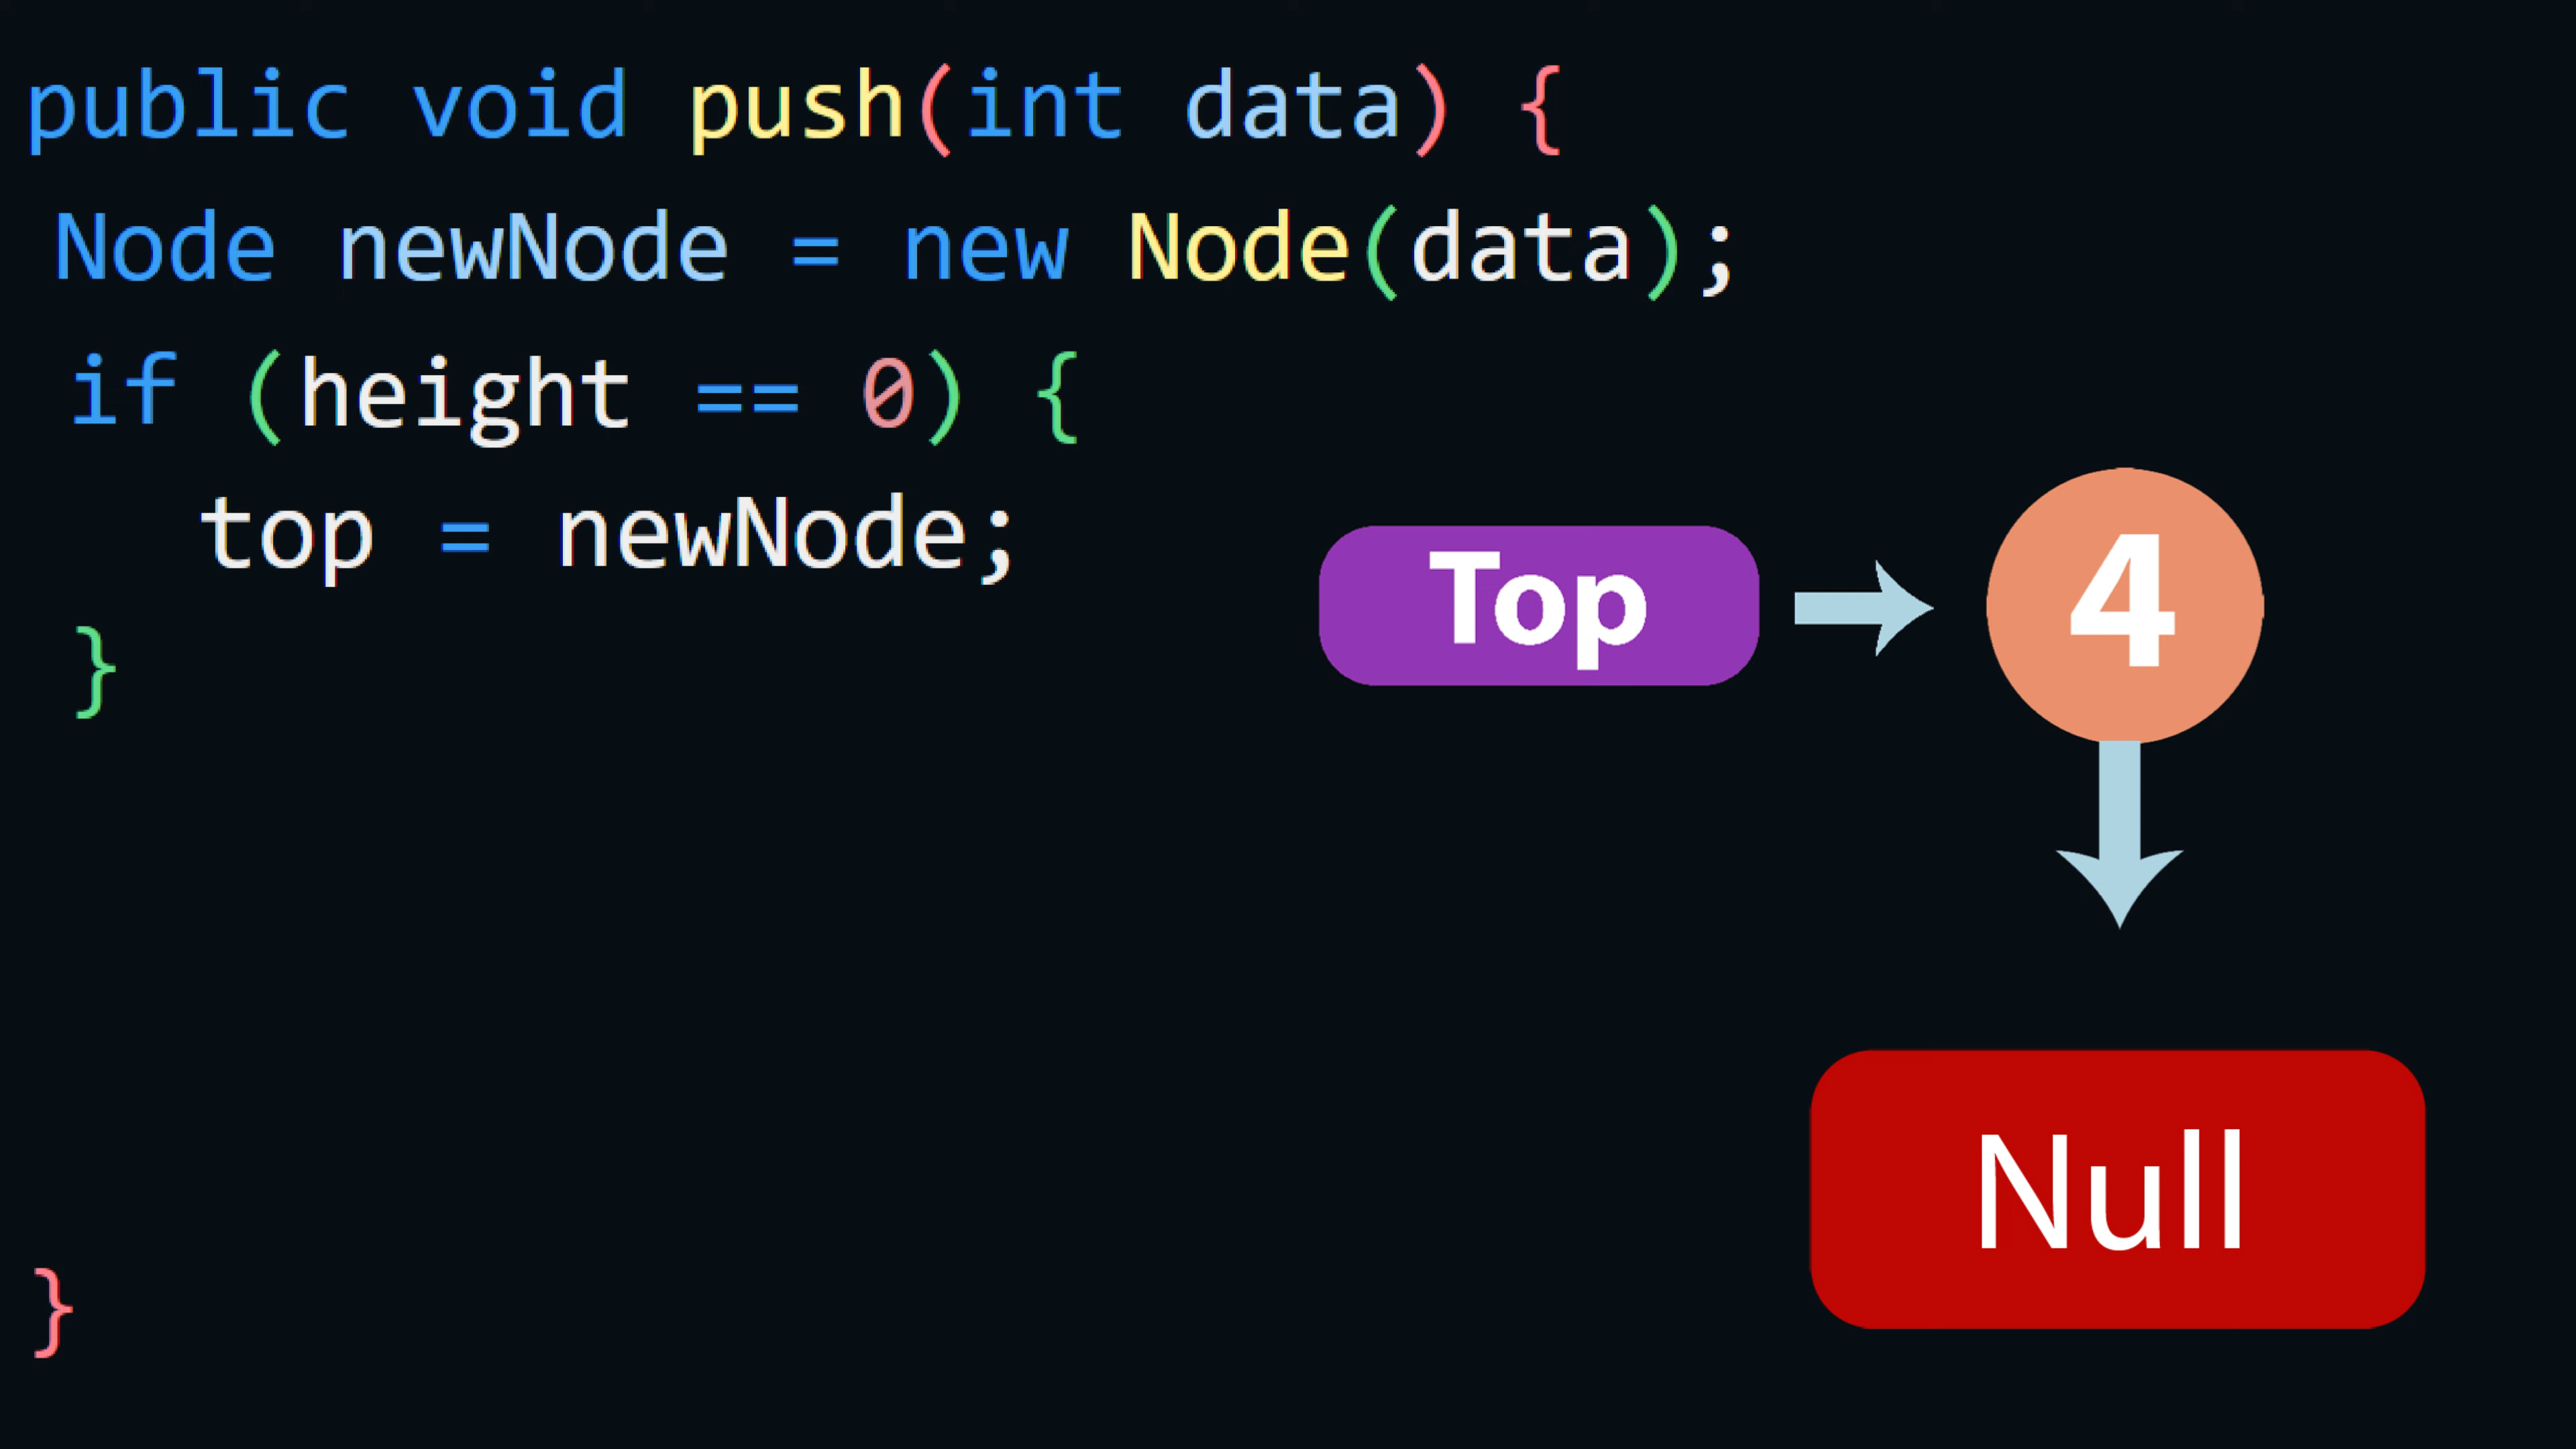 public void push(int data) {
Node newNode = new Node(data);
if (height == 0) {
top = newNode;
}
}
Top
4
Null